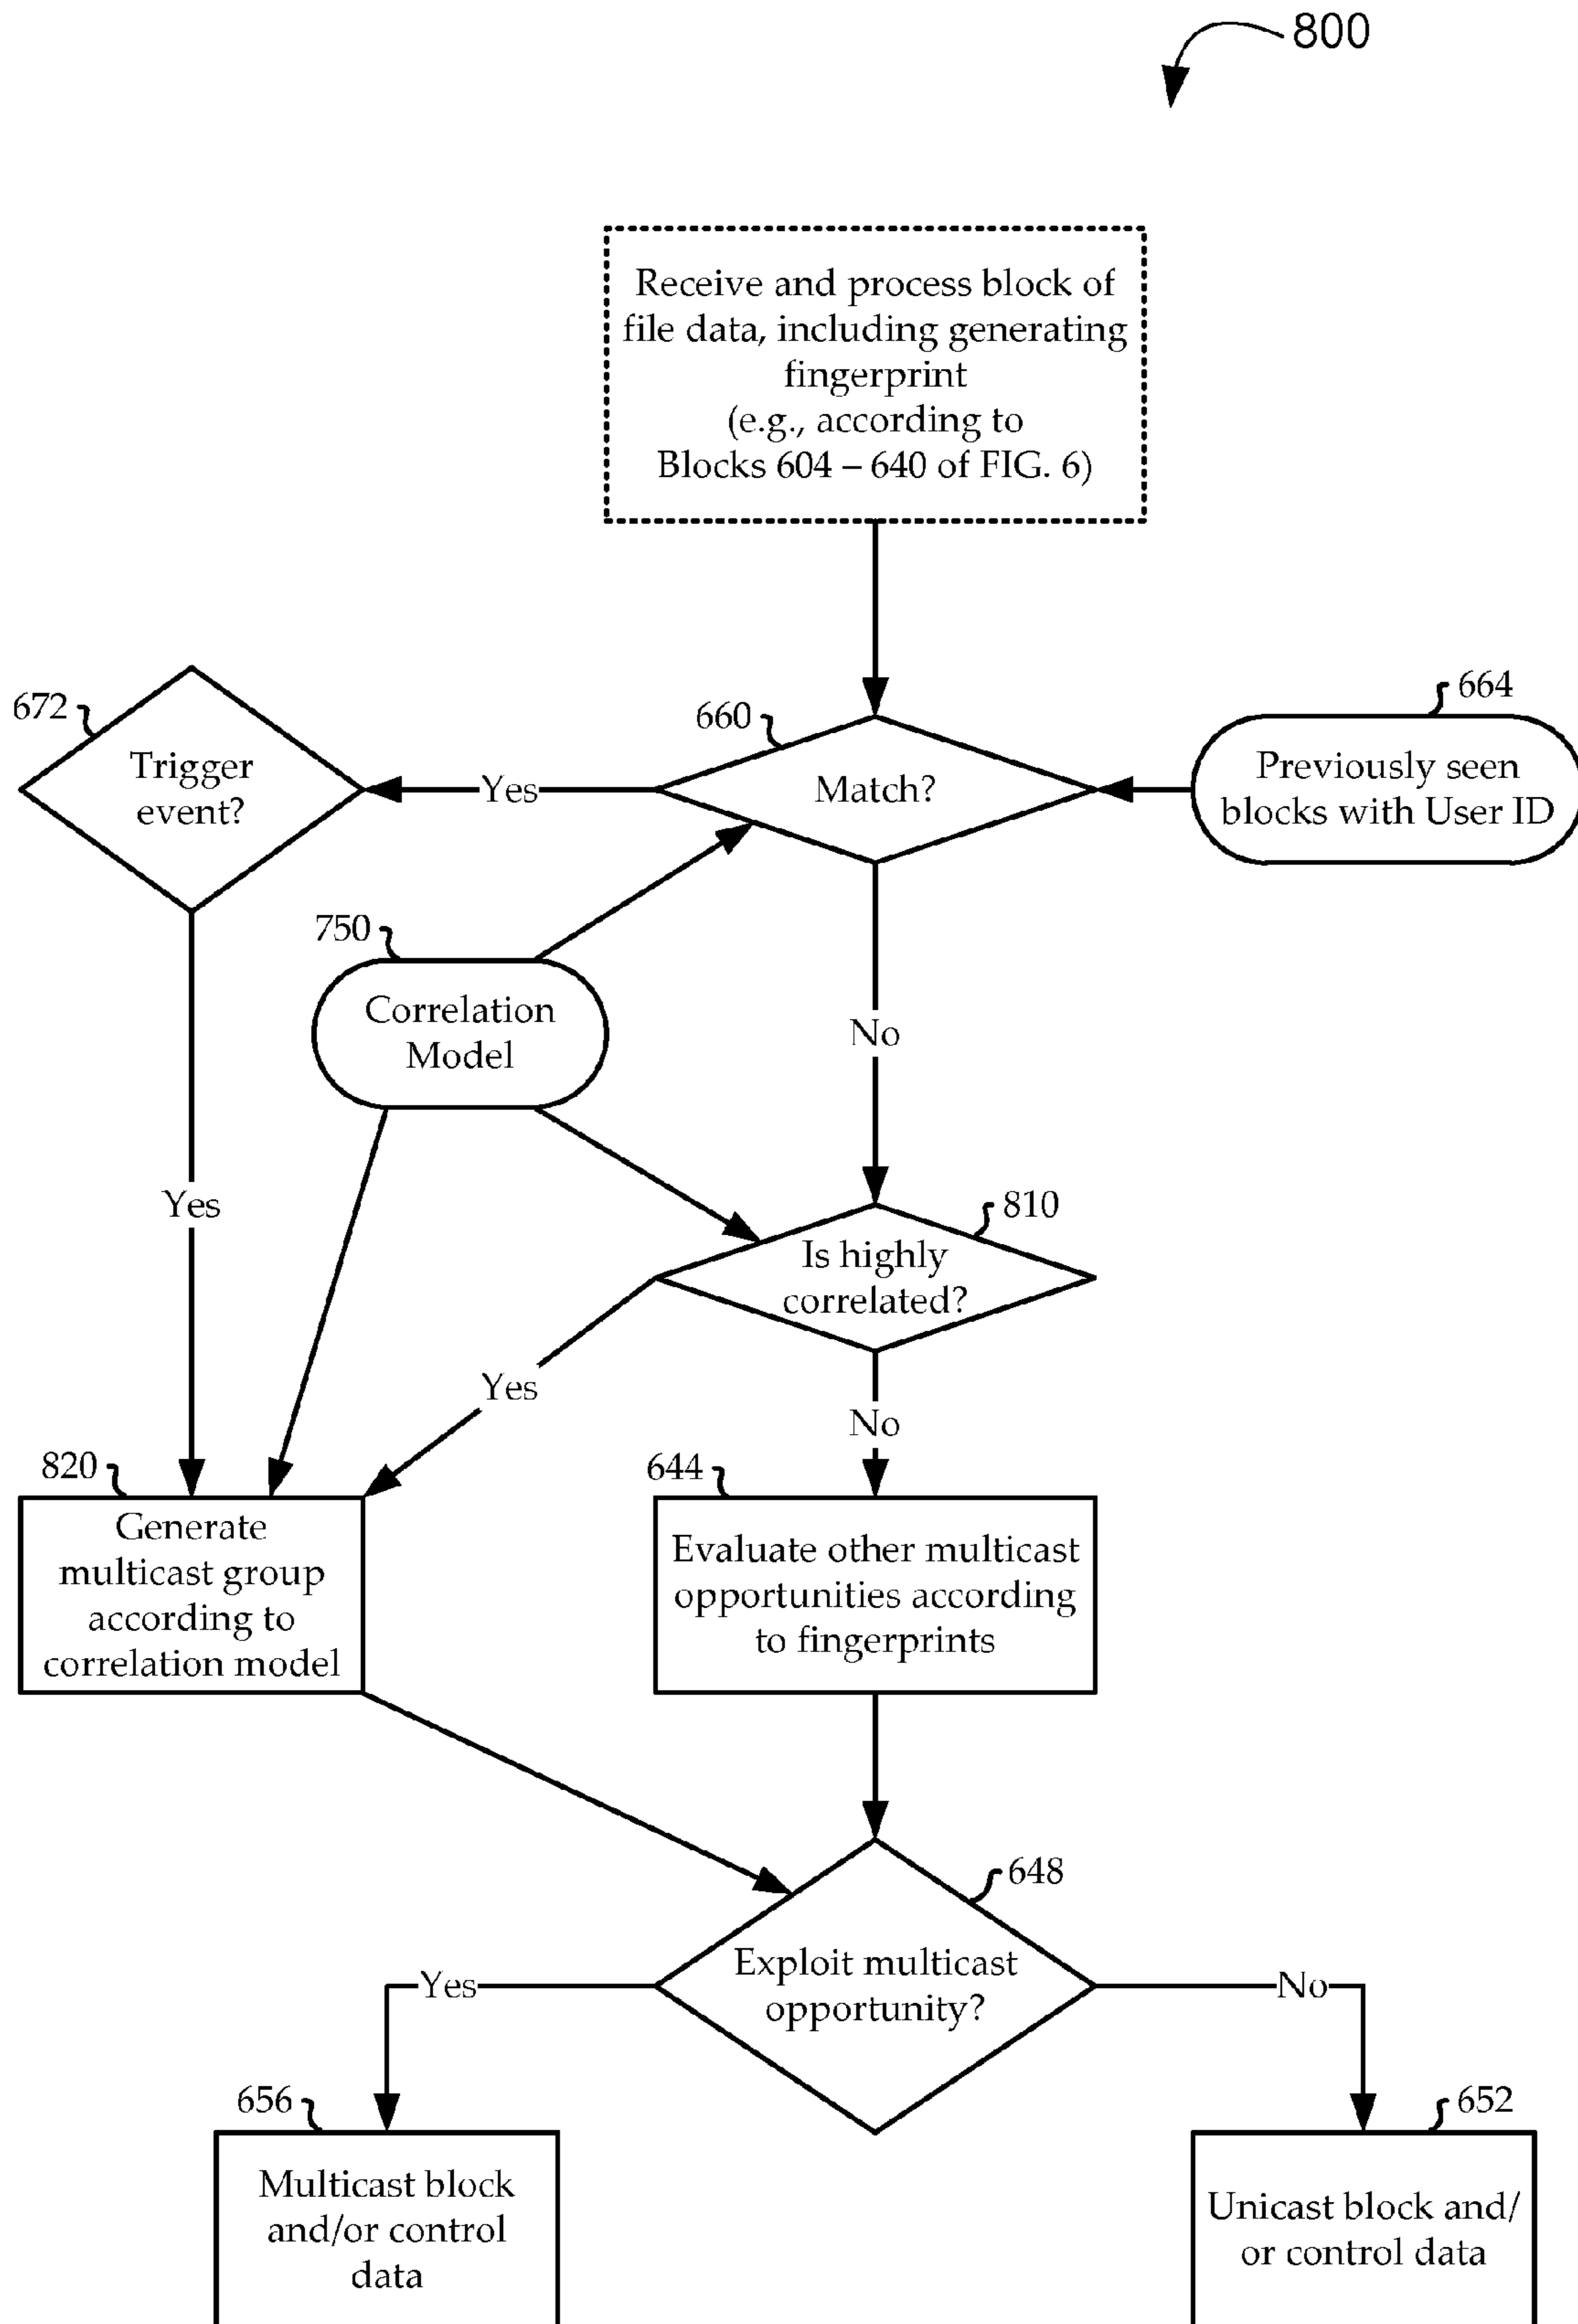 800
Receive and process block of
file data, including generating
fingerprint
(e.g., according to
Blocks 604 – 640 of FIG. 6)
672
Trigger
event?
Yes
660
Match?
664
Previously seen
blocks with User ID
750
Correlation
Model
No
Yes
810
Is highly
correlated?
Yes
No
820
Generate
multicast group
according to
correlation model
644
Evaluate other multicast
opportunities according
to fingerprints
648
Exploit multicast
opportunity?
Yes
No
656
Multicast block
and/or control
data
652
Unicast block and/
or control data